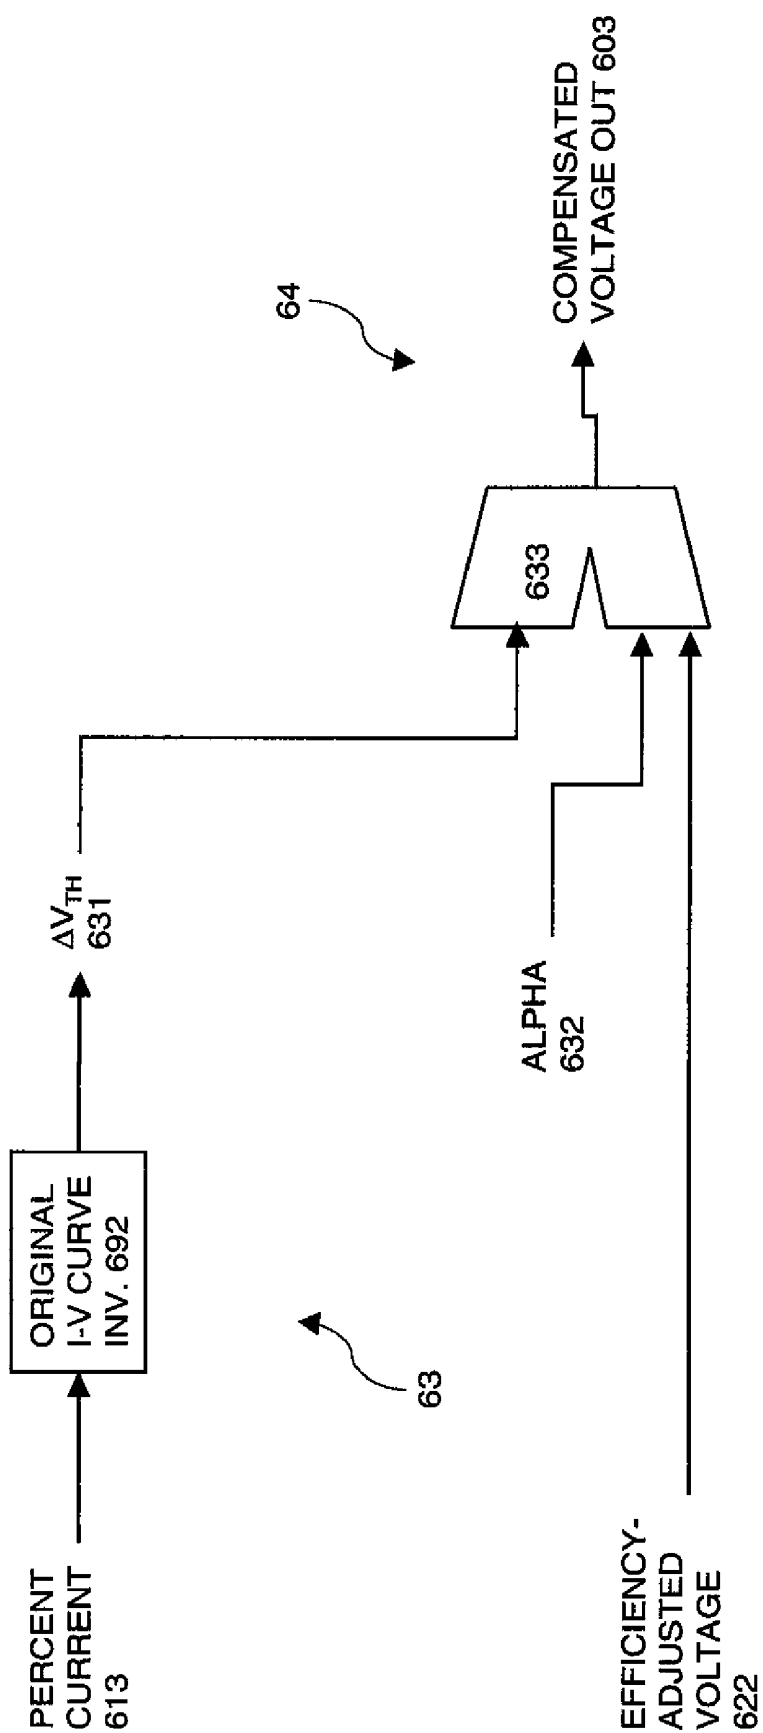 PERCENT
CURRENT
613
ORIGINAL
I-V CURVE
INV. 692
ΔVTH
631
63
64
EFFICIENCY-
ADJUSTED
VOLTAGE
622
ALPHA
632
633
COMPENSATED
VOLTAGE OUT 603